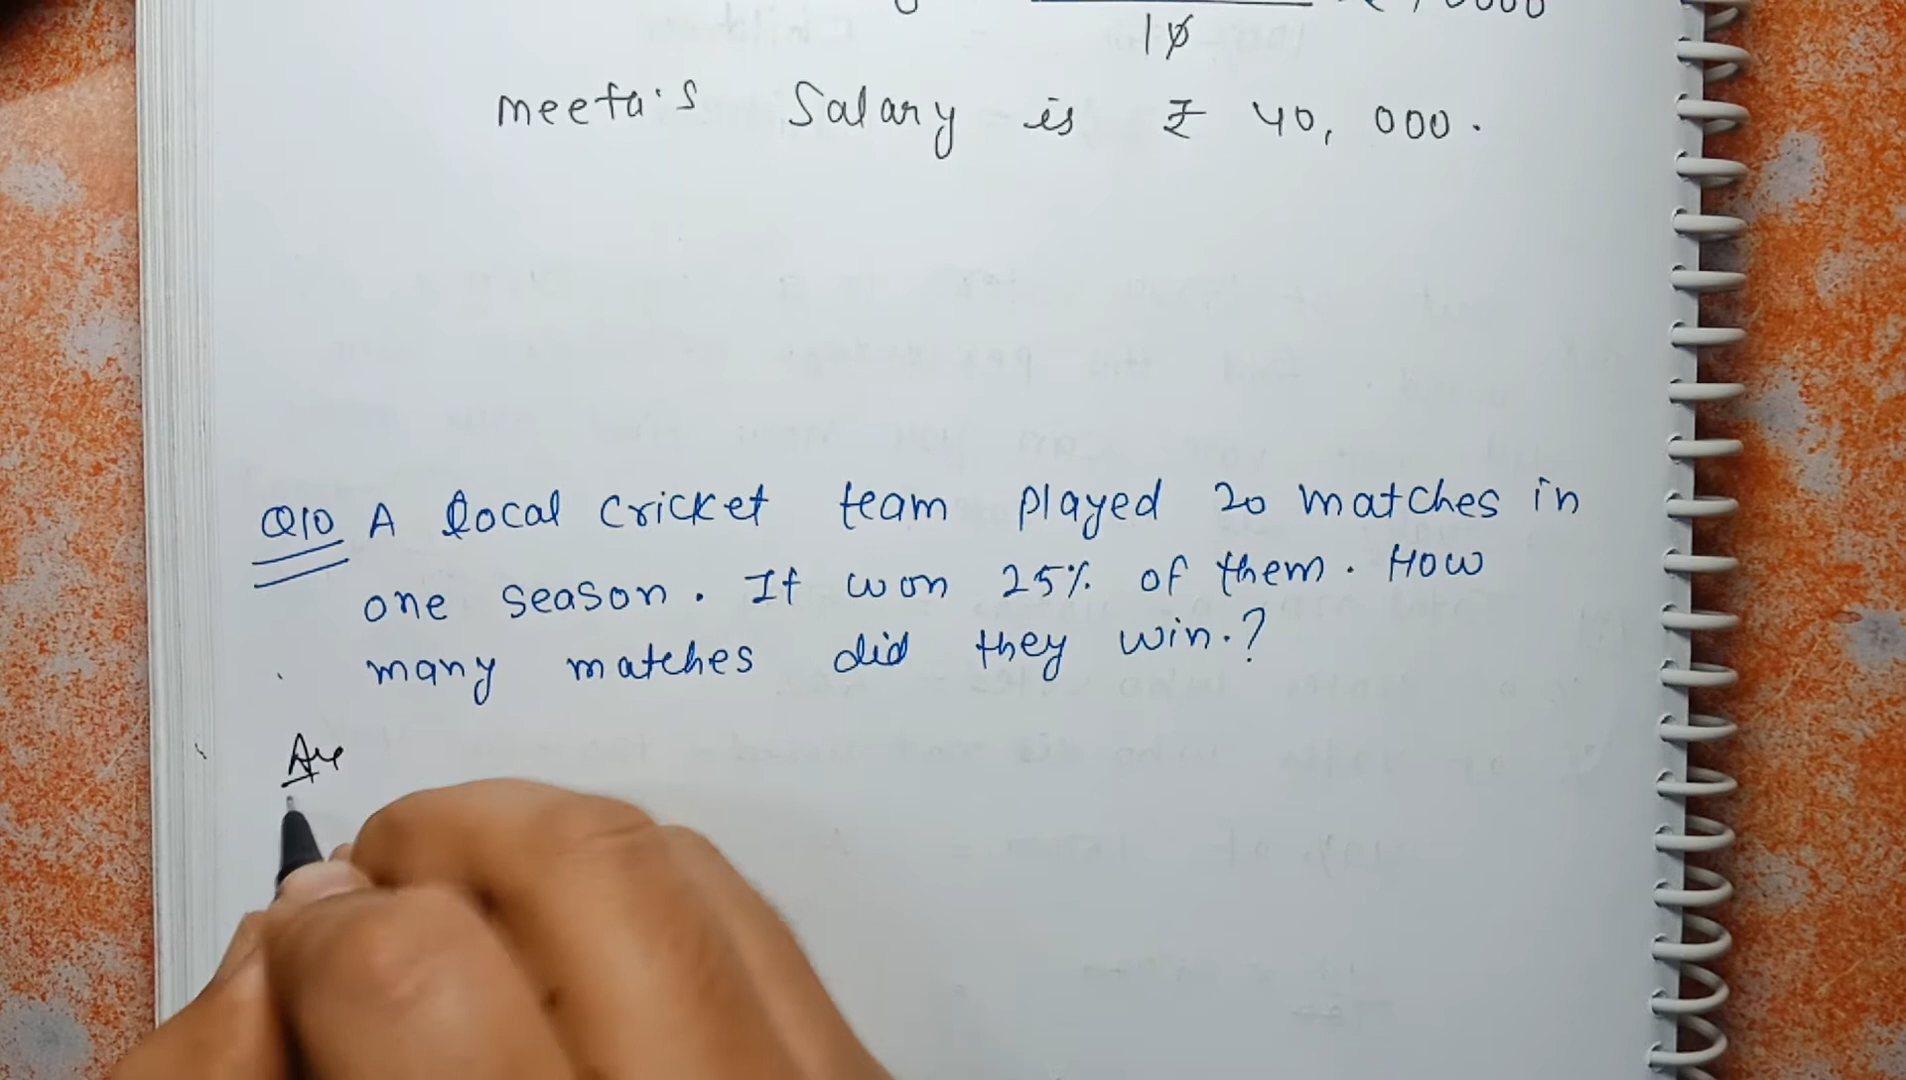 10
meeta's Salary is ₹ 40,000.
Q10 A local cricket team played 20 matches in
one season. It won 25% of them. How
many matches did they win.?